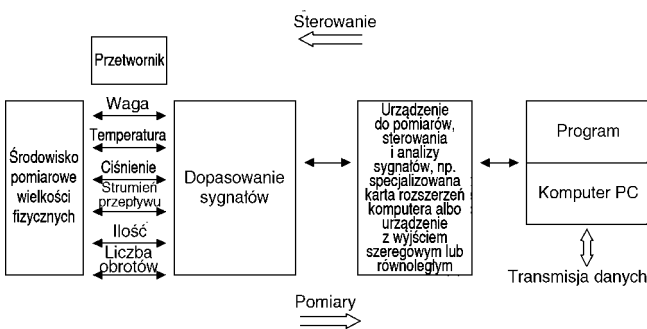 Sterowanie
Przetwornik
Środowisko
pomiarowe
wielkości
fizycznych
Waga
Temperatura
Ciśnienie
Strumień
przepływu
Ilość
Liczba
obrotów
Dopasowanie
sygnałów
Urządzenie
do pomiarów,
sterowania
i analizy
sygnałów, np.
specjalizowana
karta rozszerzeń
komputera albo
urządzenie
z wyjściem
szeregowym lub
równoległym
Program
Komputer PC
Transmisja danych
Pomiary